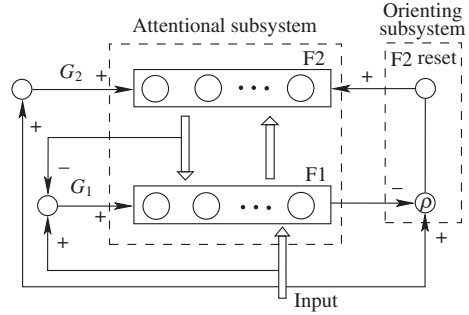 Attentional subsystem
Orienting
subsystem
F2
F2 reset
G2
+
+
+
+
−
G1
+
F1
−
ρ
+
+
Input